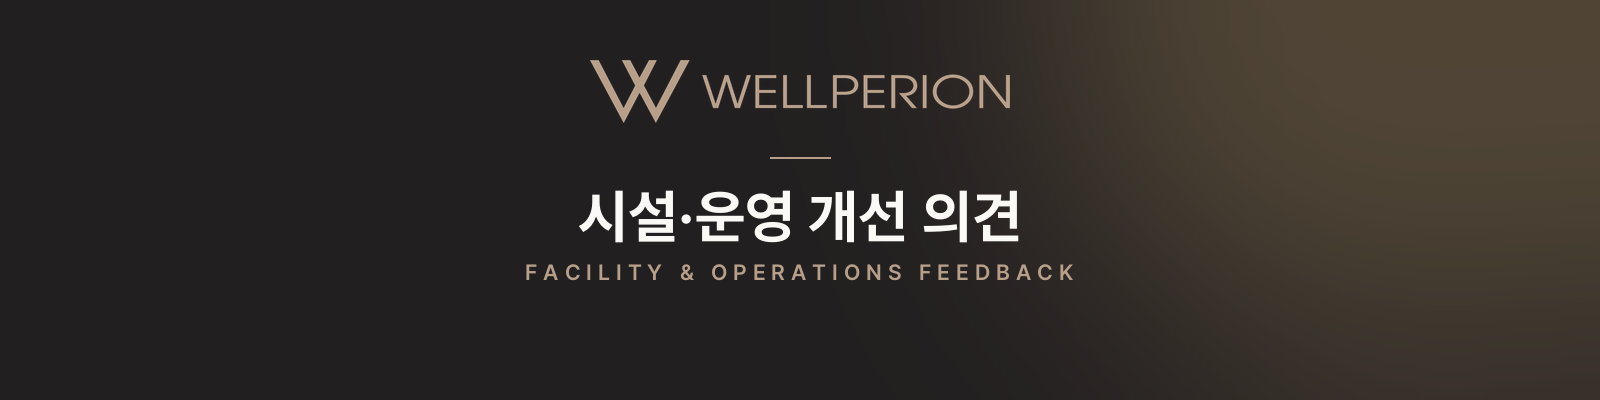 WELLPERION
시설·운영 개선 의견
FACILITY & OPERATIONS FEEDBACK